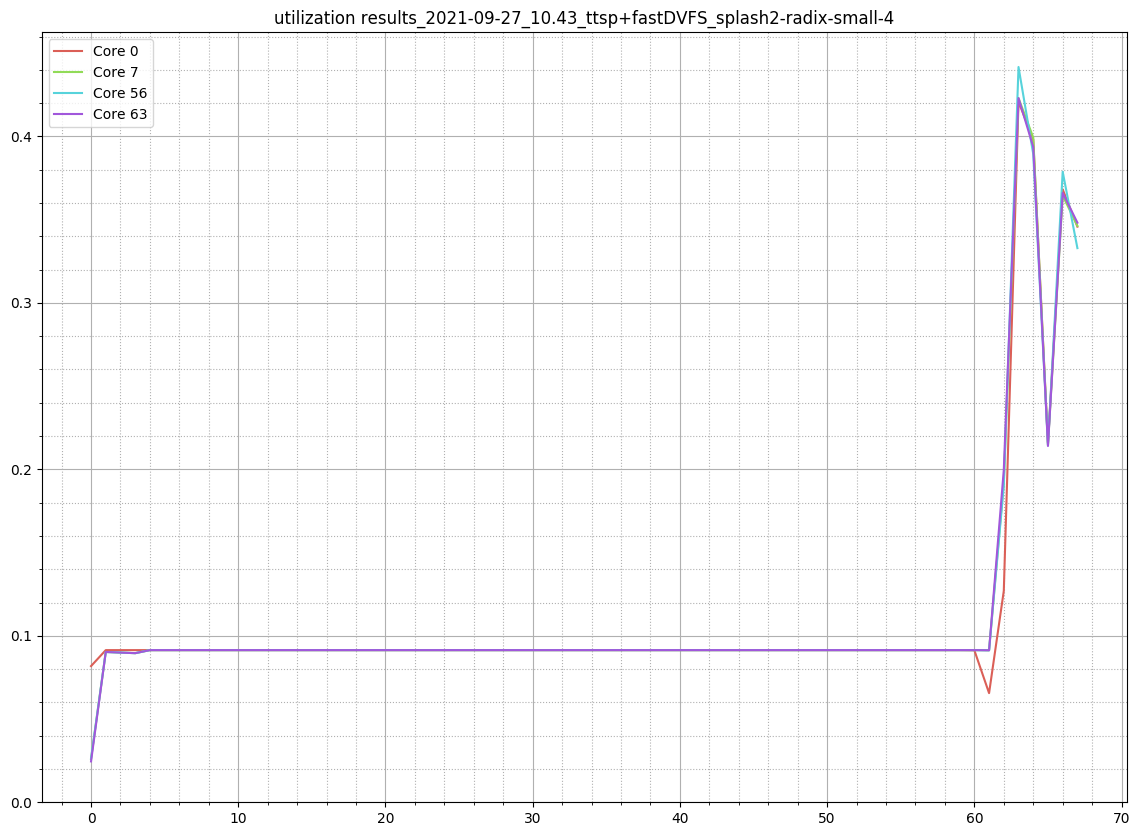 utilization results_2021-09-27_10.43_ttsp+fastDVFS_splash2-radix-small-4
Core 0
Core 7
Core 56
Core 63
0.4
0.3
0.2
0.1
0.0
0 10 20 30 40 50 60 70